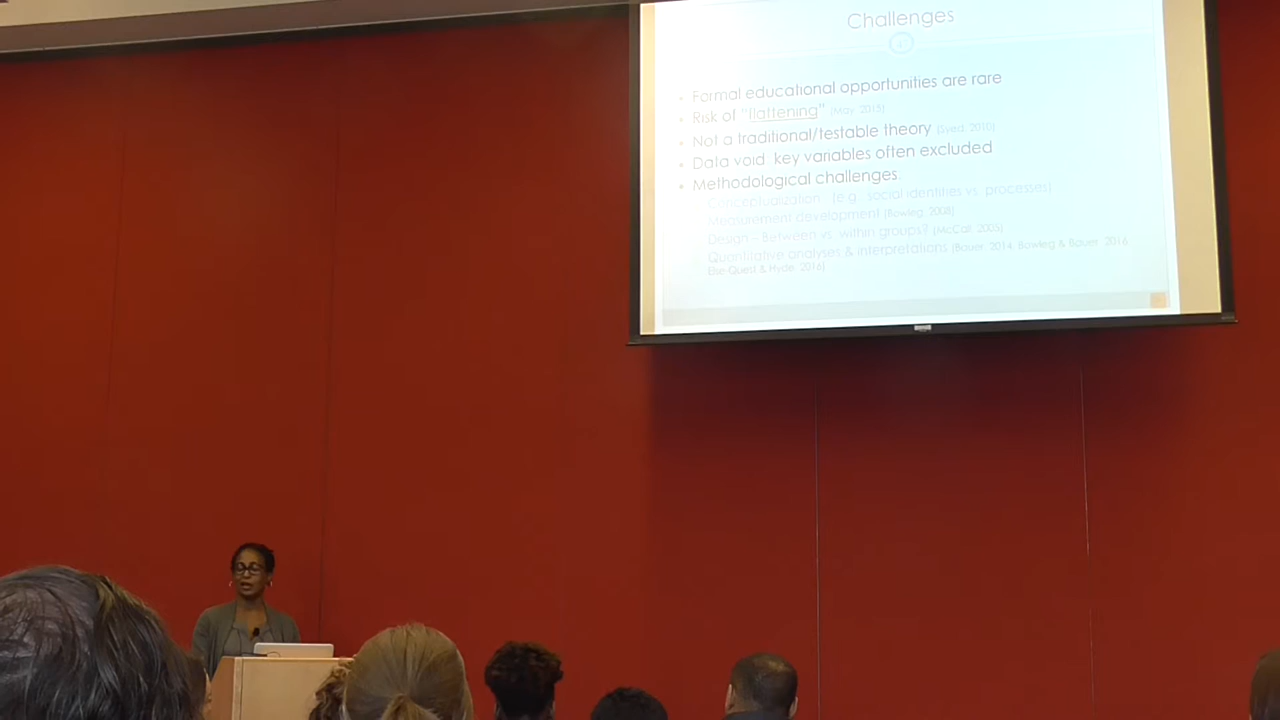 Challenges
Formal educational opportunities are rare
Risk of "flattening" (May, 2015)
Not a traditional/testable theory (Syed, 2010)
Data void: key variables often excluded
Methodological challenges:
Conceptualization - (e.g., social identities vs. processes)
Measurement development (Bowleg, 2008)
Design – Between vs. within groups? (McCall, 2005)
Quantitative analyses & interpretations (Bauer, 2014, Bowleg & Bauer, 2016,
Else-Quest & Hyde, 2016)